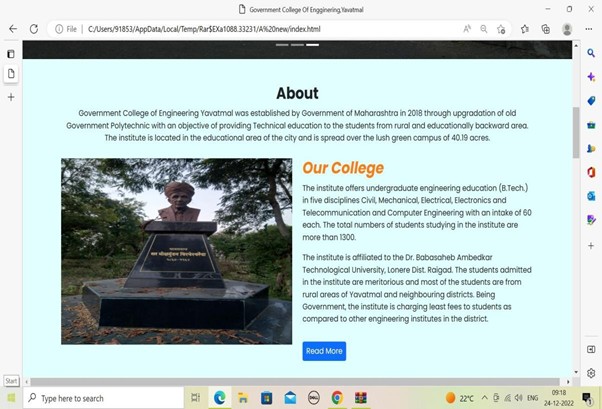 Government College Of Engginering,Yavatmal
File
C:/Users/91853/AppData/Local/Temp/Rar$EXa1088.33231/A%20new/index.html
About
Government College of Engineering Yavatmal was established by Government of Maharashtra in 2018 through upgradation of old
Government Polytechnic with an objective of providing Technical education to the students from rural and educationally backward area.
The institute is located in the educational area of the city and is spread over the lush green campus of 40.19 acres.
Our College
The institute offers undergraduate engineering education (B.Tech.)
in five disciplines Civil, Mechanical, Electrical, Electronics and
Telecommunication and Computer Engineering with an intake of 60
each. The total numbers of students studying in the institute are
more than 1300.
The institute is affiliated to the Dr. Babasaheb Ambedkar
Technological University, Lonere Dist. Raigad. The students admitted
in the institute are meritorious and most of the students are from
rural areas of Yavatmal and neighbouring districts. Being
Government, the institute is charging least fees to students as
compared to other engineering institutes in the district.
Read More
Start
Type here to search
DELL
22°C
ENG
09:18
24-12-2022